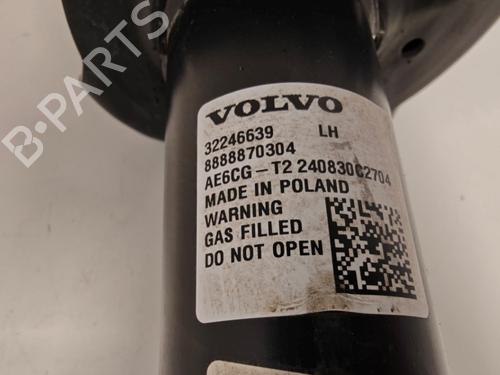 VOLVO
32246639 LH
8888870304
AE6CG-T2 240830C2704
MADE IN POLAND
WARNING
GAS FILLED
DO NOT OPEN
B-PARTS